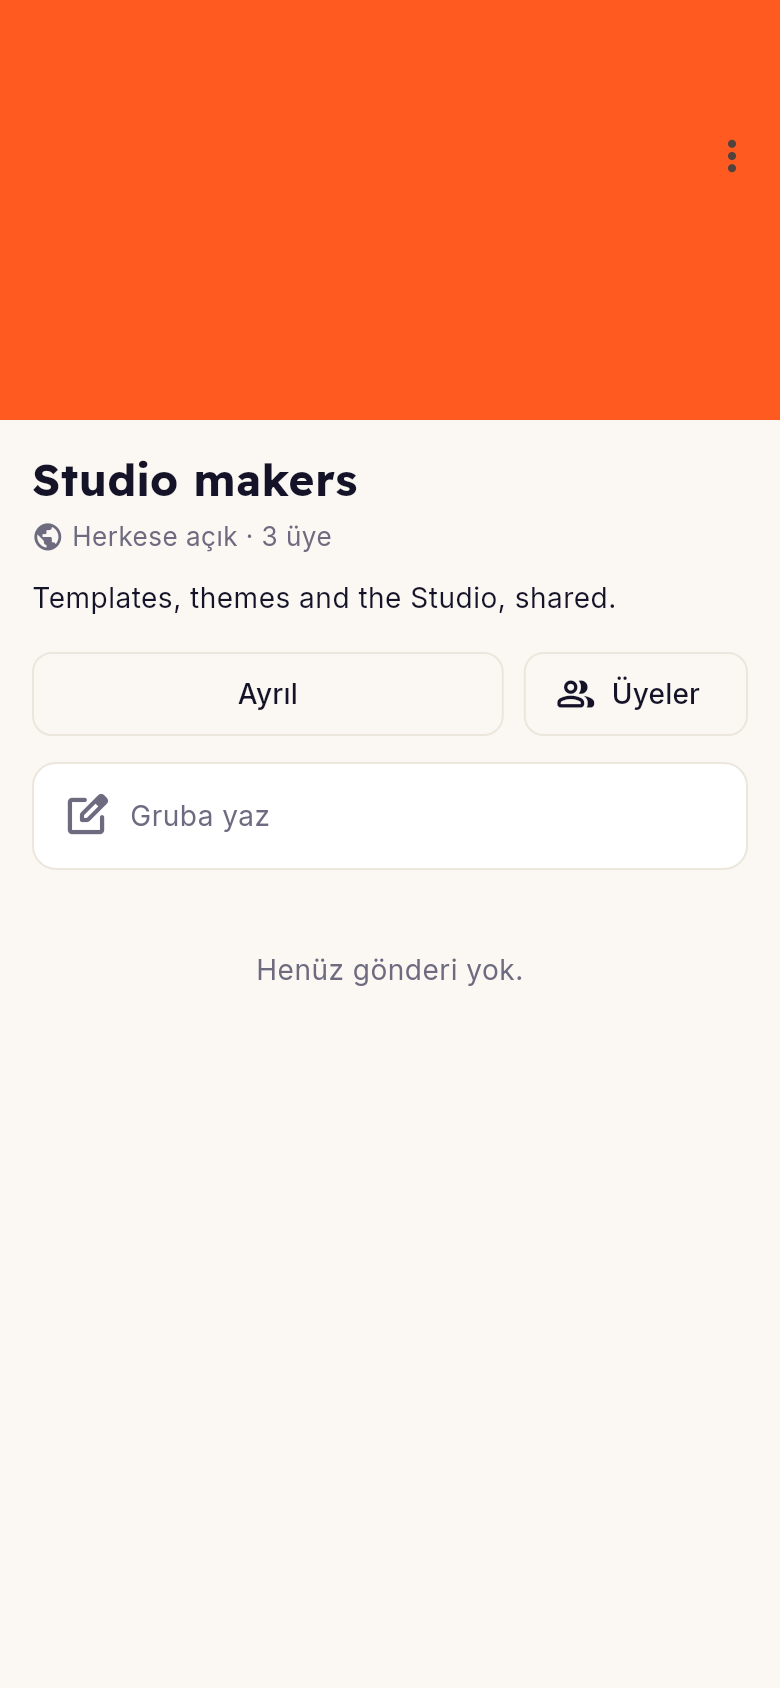 Studio makers
Herkese açık · 3 üye
Templates, themes and the Studio, shared.
Ayrıl
Üyeler
Gruba yaz
Henüz gönderi yok.